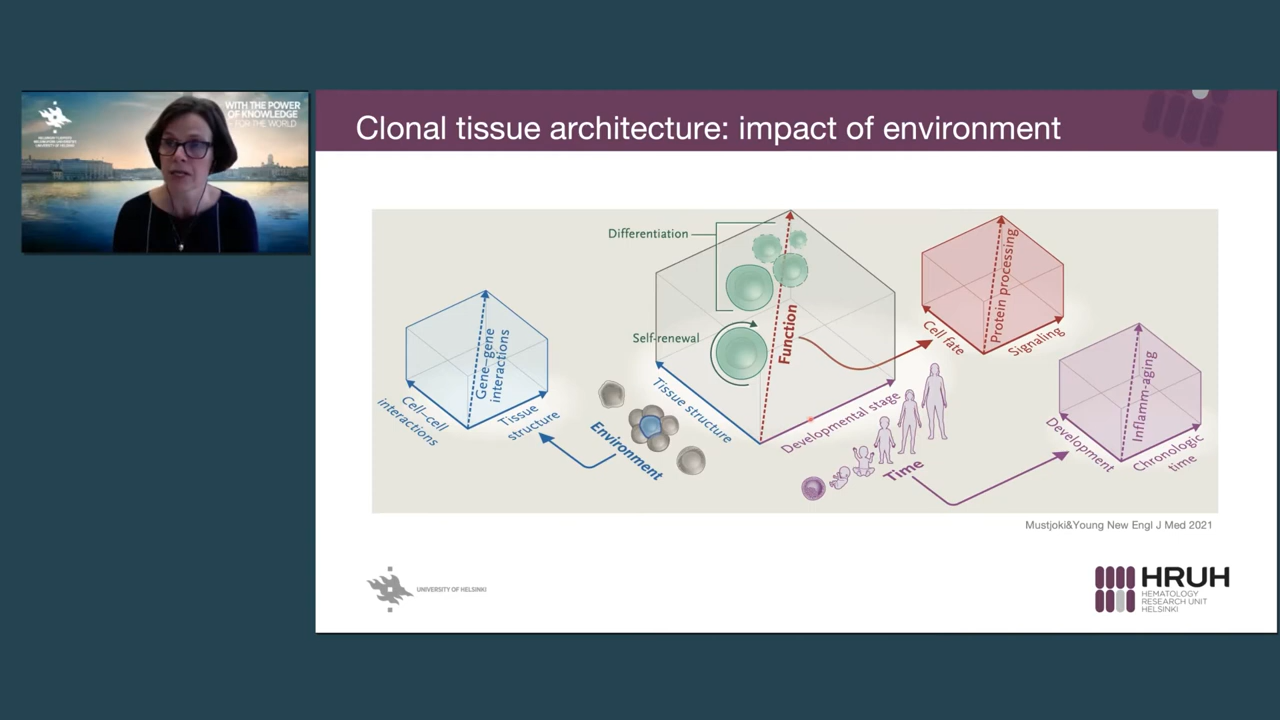 WITH THE POWER
OF KNOWLEDGE
– FOR THE WORLD
Clonal tissue architecture: impact of environment
Differentiation
Self-renewal
Function
Tissue structure
Developmental stage
Gene–gene
interactions
Cell–cell
interactions
Tissue
structure
Environment
Time
Protein processing
Cell fate
Signaling
Inflamm-aging
Development
Chronologic
time
Mustjoki&Young New Engl J Med 2021
UNIVERSITY OF HELSINKI
HRUH
HEMATOLOGY
RESEARCH UNIT
HELSINKI